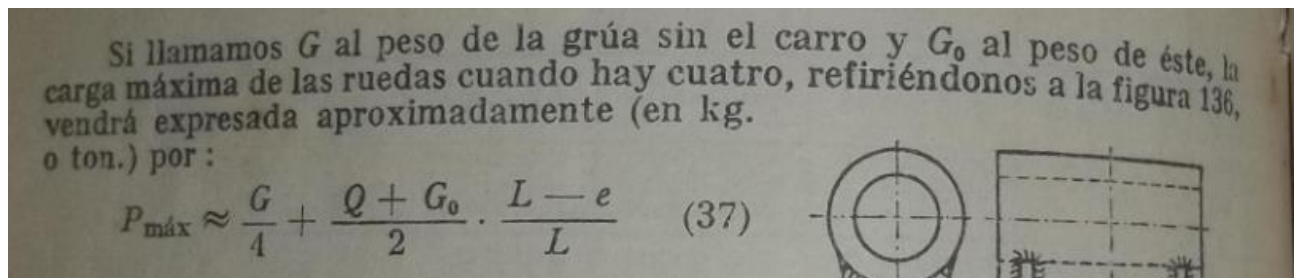 Si llamamos G al peso de la grúa sin el carro y G₀ al peso de éste, la
carga máxima de las ruedas cuando hay cuatro, refiriéndonos a la figura 136,
vendrá expresada aproximadamente (en kg.
o ton.) por :
P_máx ≈ G/4 + (Q + G₀)/2 · (L — e)/L (37)